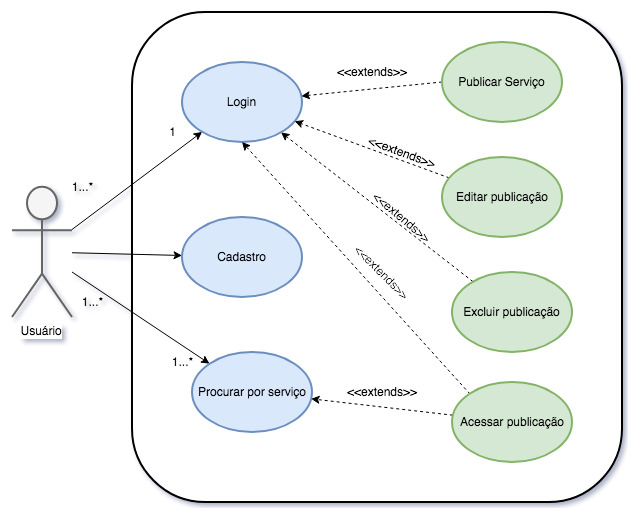 <<extends>>
Publicar Serviço
Login
1
<<extends>>
1...*
Editar publicação
<<extends>>
Cadastro
<<extends>>
1...*
Excluir publicação
Usuário
1...*
Procurar por serviço
<<extends>>
Acessar publicação